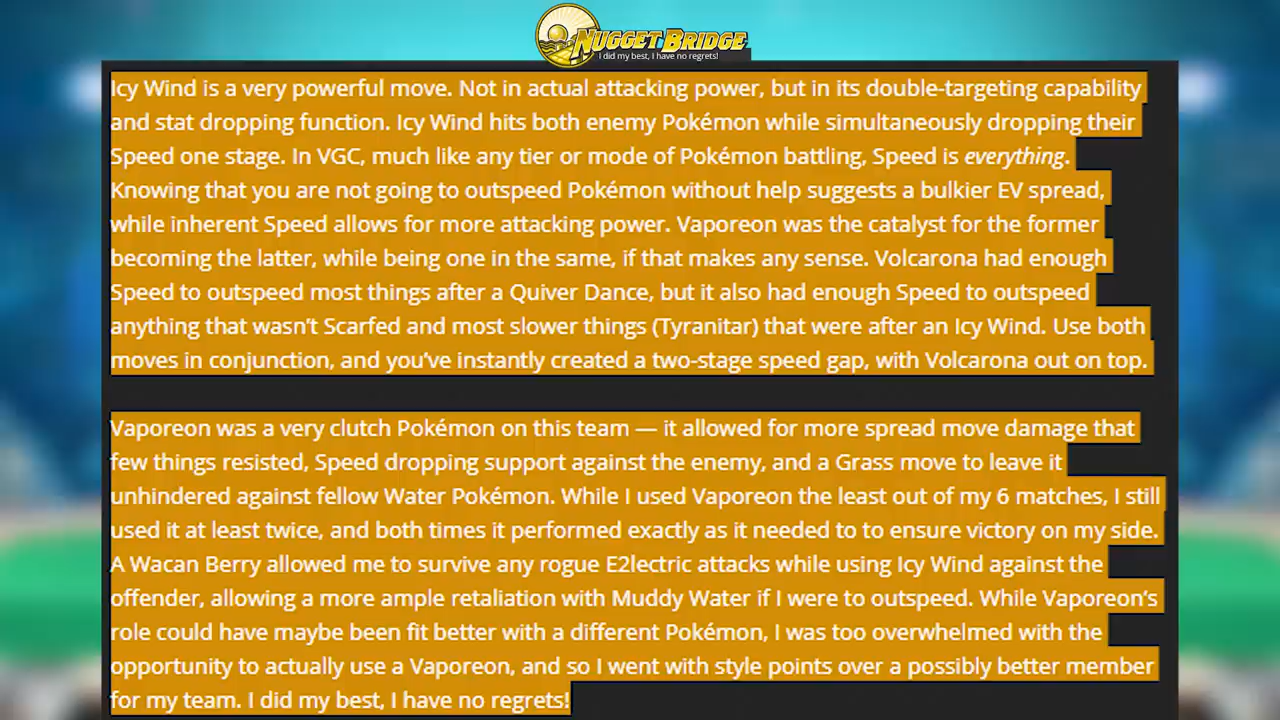 NUGGET BRIDGE
I did my best, I have no regrets!
Icy Wind is a very powerful move. Not in actual attacking power, but in its double-targeting capability
and stat dropping function. Icy Wind hits both enemy Pokémon while simultaneously dropping their
Speed one stage. In VGC, much like any tier or mode of Pokémon battling, Speed is everything.
Knowing that you are not going to outspeed Pokémon without help suggests a bulkier EV spread,
while inherent Speed allows for more attacking power. Vaporeon was the catalyst for the former
becoming the latter, while being one in the same, if that makes any sense. Volcarona had enough
Speed to outspeed most things after a Quiver Dance, but it also had enough Speed to outspeed
anything that wasn't Scarfed and most slower things (Tyranitar) that were after an Icy Wind. Use both
moves in conjunction, and you've instantly created a two-stage speed gap, with Volcarona out on top.
Vaporeon was a very clutch Pokémon on this team — it allowed for more spread move damage that
few things resisted, Speed dropping support against the enemy, and a Grass move to leave it
unhindered against fellow Water Pokémon. While I used Vaporeon the least out of my 6 matches, I still
used it at least twice, and both times it performed exactly as it needed to to ensure victory on my side.
A Wacan Berry allowed me to survive any rogue E2lectric attacks while using Icy Wind against the
offender, allowing a more ample retaliation with Muddy Water if I were to outspeed. While Vaporeon's
role could have maybe been fit better with a different Pokémon, I was too overwhelmed with the
opportunity to actually use a Vaporeon, and so I went with style points over a possibly better member
for my team. I did my best, I have no regrets!